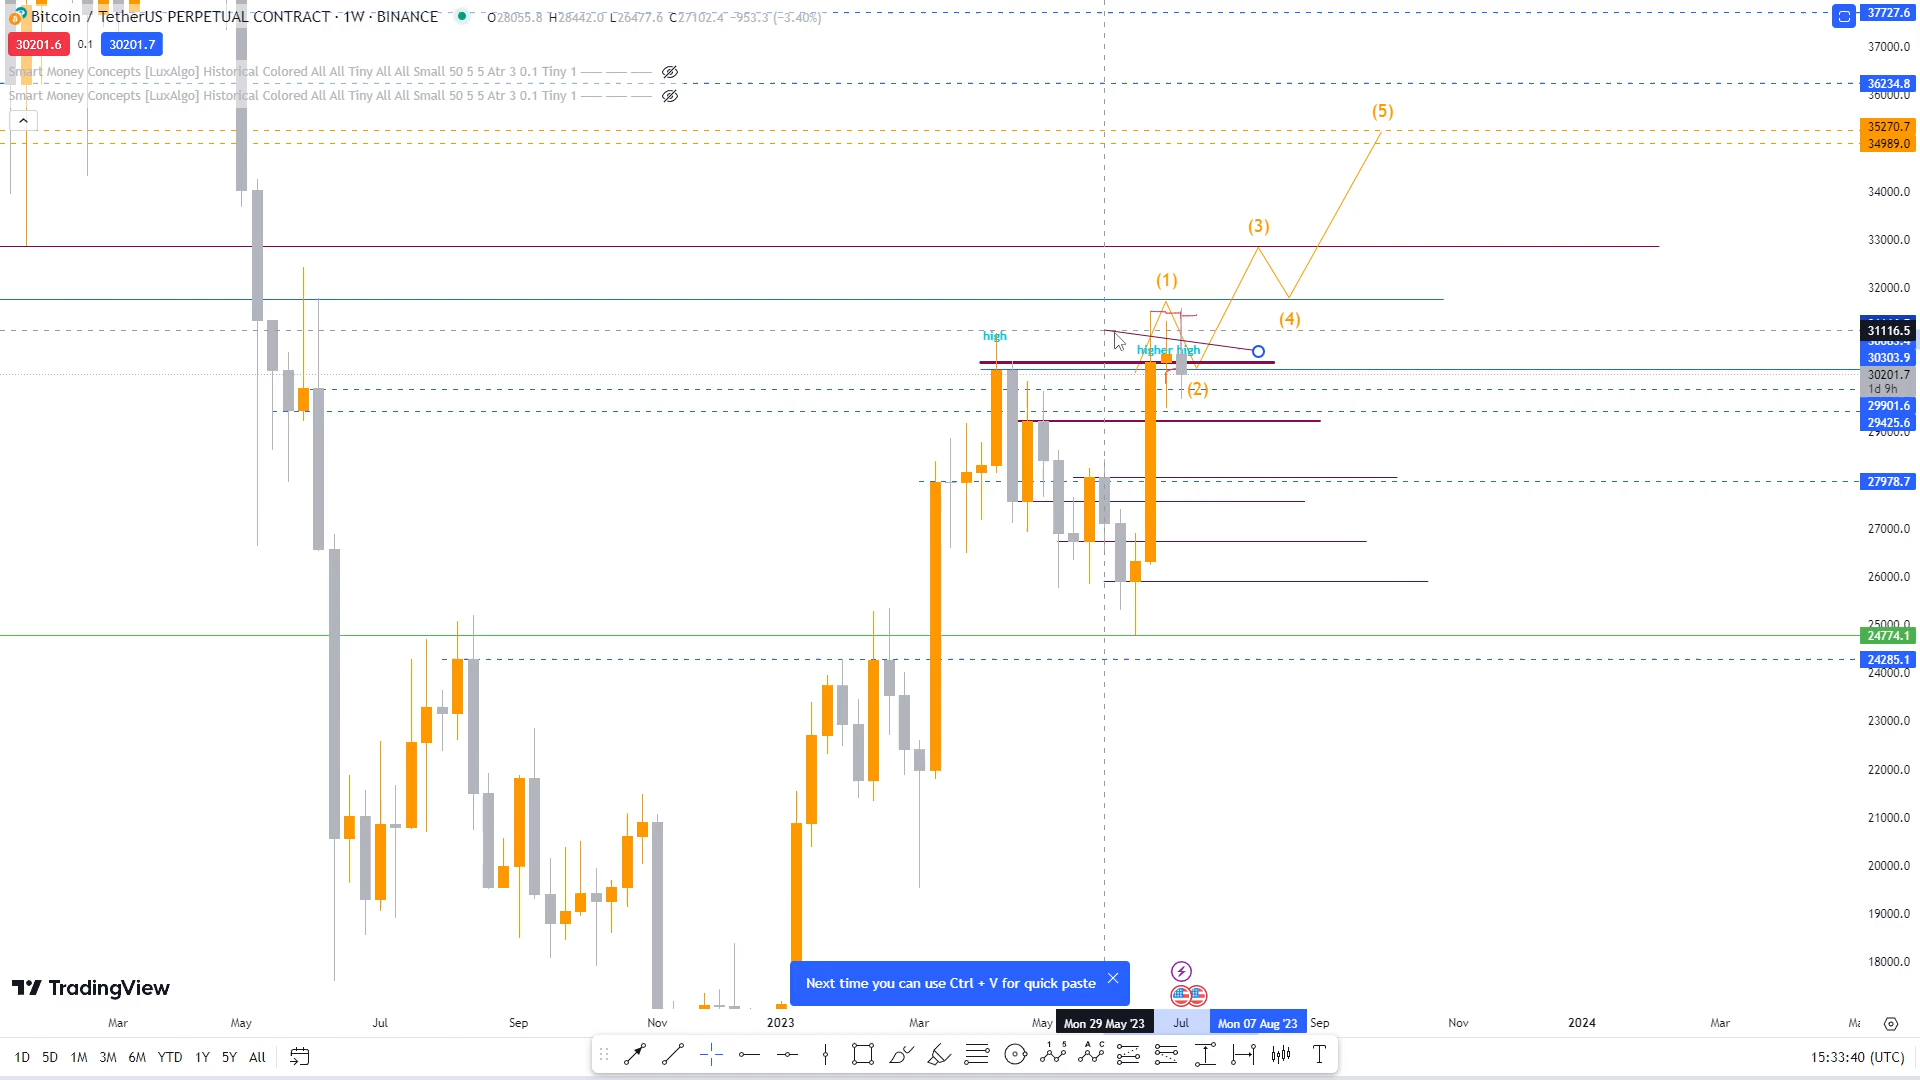 Bitcoin / TetherUS PERPETUAL CONTRACT · 1W · BINANCE O28055.8 H28442.0 L26477.6 C27102.4 −953.3 (−3.40%)
30201.6 0.1 30201.7
Smart Money Concepts [LuxAlgo] Historical Colored All All Tiny All All Small 50 5 5 Atr 3 0.1 Tiny 1
Smart Money Concepts [LuxAlgo] Historical Colored All All Tiny All All Small 50 5 5 Atr 3 0.1 Tiny 1
37727.6
37000.0
36234.8
36000.0
35270.7
34989.0
34000.0
33000.0
32000.0
31116.5
30303.9
30201.7
1d 9h
29901.6
29425.6
29000.0
27978.7
27000.0
26000.0
25000.0
24774.1
24285.1
24000.0
23000.0
22000.0
21000.0
20000.0
19000.0
18000.0
(5)
(3)
(1)
(4)
high
higher high
(2)
Next time you can use Ctrl + V for quick paste
TradingView
Mar May Jul Sep Nov 2023 Mar May Mon 29 May '23 Jul Mon 07 Aug '23 Sep Nov 2024 Mar
1D 5D 1M 3M 6M YTD 1Y 5Y All
15:33:40 (UTC)